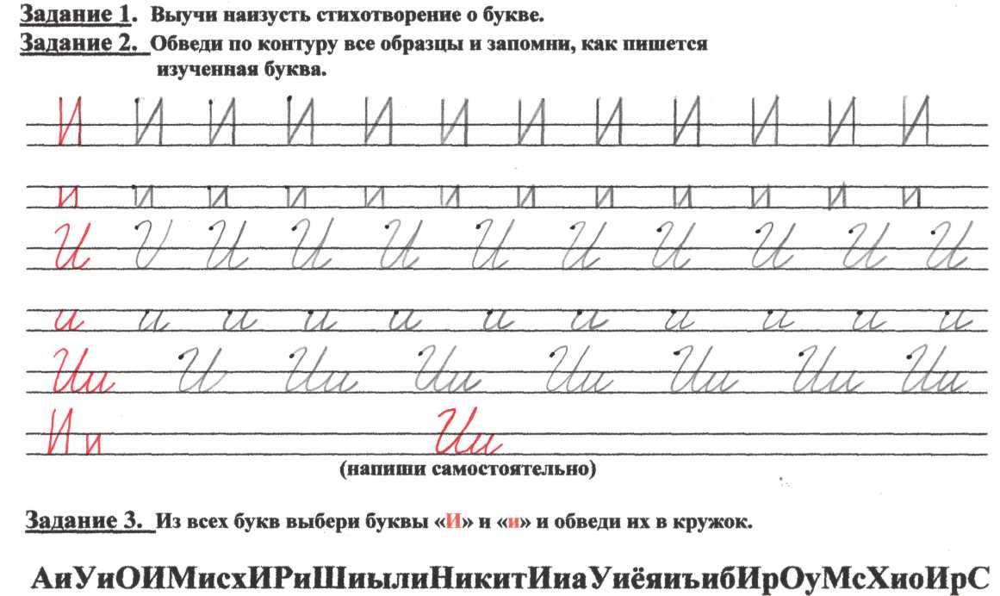 Задание 1. Выучи наизусть стихотворение о букве.
Задание 2. Обведи по контуру все образцы и запомни, как пишется
изученная буква.
И И И И И И И И И И И И
и и и и и и и и и и и и
И И И И И И И И И И И
и и и и и и и и и и и
Ии И Ии Ии Ии Ии Ии Ии
И и Ии
(напиши самостоятельно)
Задание 3. Из всех букв выбери буквы «И» и «и» и обведи их в кружок.
АиУиОИМисхИРиШиылиНикитИиаУиёяиъибИрОуМсХиоИрС